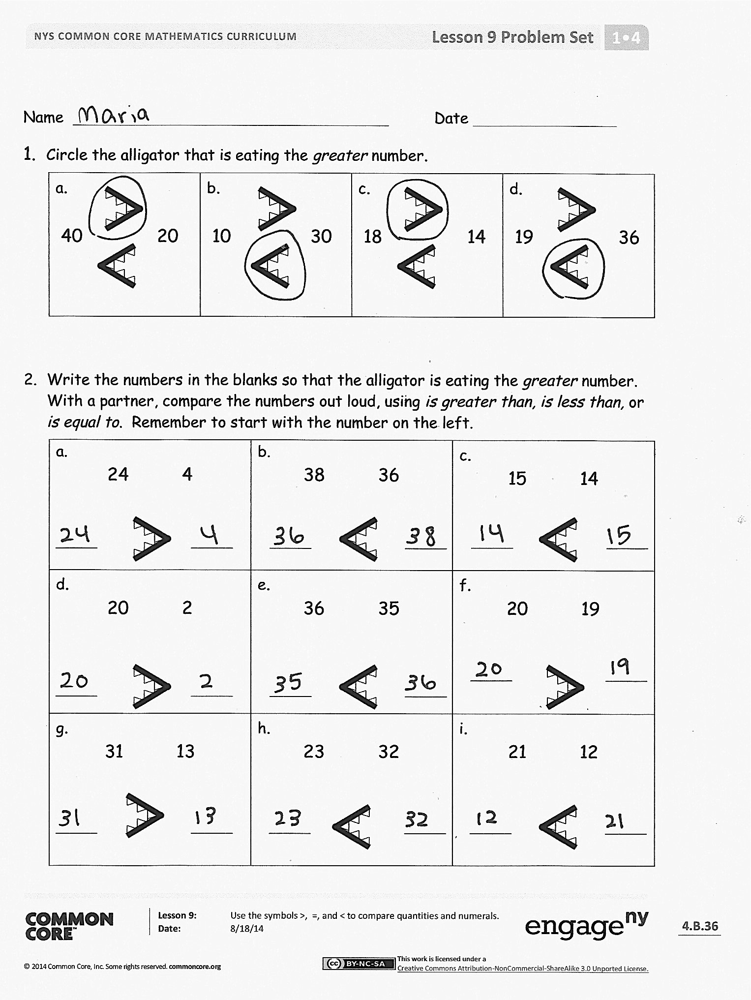 NYS COMMON CORE MATHEMATICS CURRICULUM Lesson 9 Problem Set 1•4
Name Maria Date
1. Circle the alligator that is eating the greater number.
a. b. c. d.
40 20 10 30 18 14 19 36
2. Write the numbers in the blanks so that the alligator is eating the greater number.
With a partner, compare the numbers out loud, using is greater than, is less than, or
is equal to. Remember to start with the number on the left.
a. b. c.
24 4 38 36 15 14
24 4 36 38 14 15
d. e. f.
20 2 36 35 20 19
20 2 35 36 20 19
g. h. i.
31 13 23 32 21 12
31 13 23 32 12 21
COMMON CORE™
Lesson 9: Use the symbols >, =, and < to compare quantities and numerals.
Date: 8/18/14
engageny
4.B.36
© 2014 Common Core, Inc. Some rights reserved. commoncore.org
cc BY-NC-SA
This work is licensed under a
Creative Commons Attribution-NonCommercial-ShareAlike 3.0 Unported License.